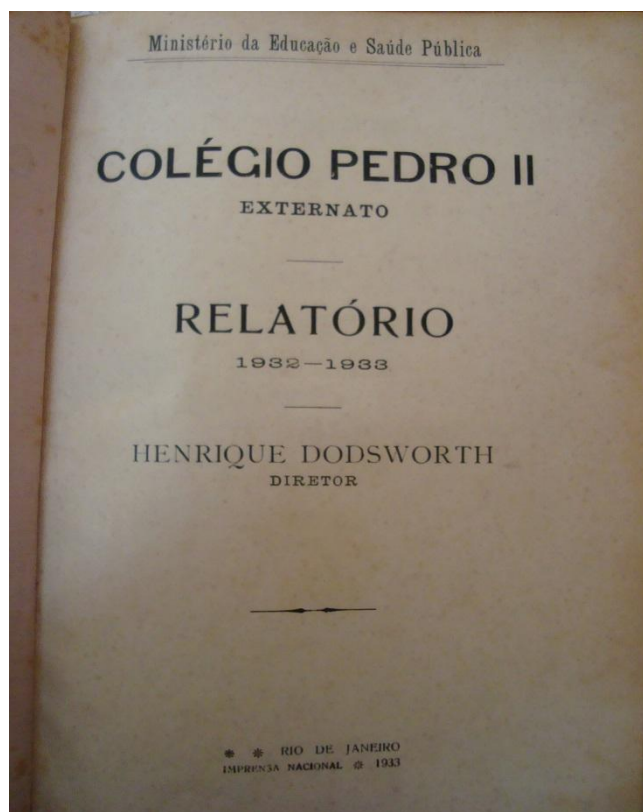 Ministério da Educação e Saúde Pública
COLÉGIO PEDRO II
EXTERNATO
RELATÓRIO
1932—1933
HENRIQUE DODSWORTH
DIRETOR
RIO DE JANEIRO
IMPRENSA NACIONAL 1933